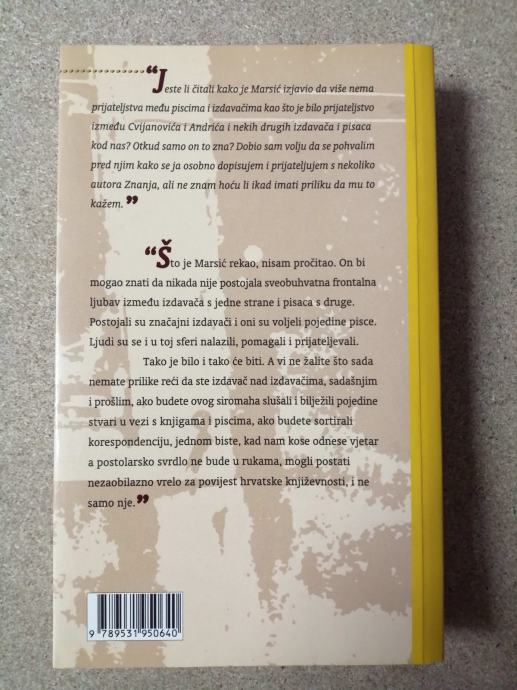 “Jeste li čitali kako je Marsić izjavio da više nema
prijateljstva među piscima i izdavačima kao što je bilo prijateljstvo
između Cvijanovića i Andrića i nekih drugih izdavača i pisaca
kod nas? Otkud samo on to zna? Dobio sam volju da se pohvalim
pred njim kako se ja osobno dopisujem i prijateljujem s nekoliko
autora Znanja, ali ne znam hoću li ikad imati priliku da mu to
kažem.”
“Što je Marsić rekao, nisam pročitao. On bi
mogao znati da nikada nije postojala sveobuhvatna frontalna
ljubav između izdavača s jedne strane i pisaca s druge.
Postojali su značajni izdavači i oni su voljeli pojedine pisce.
Ljudi su se i u toj sferi nalazili, pomagali i prijateljevali.
Tako je bilo i tako će biti. A vi ne žalite što sada
nemate prilike reći da ste izdavač nad izdavačima, sadašnjim
i prošlim, ako budete ovog siromaha slušali i bilježili pojedine
stvari u vezi s knjigama i piscima, ako budete sortirali
korespondenciju, jednom biste, kad nam kose odnese vjetar
a postolarsko svrdlo ne bude u rukama, mogli postati
nezaobilazno vrelo za povijest hrvatske književnosti, i ne
samo nje.”
9 789531 950640